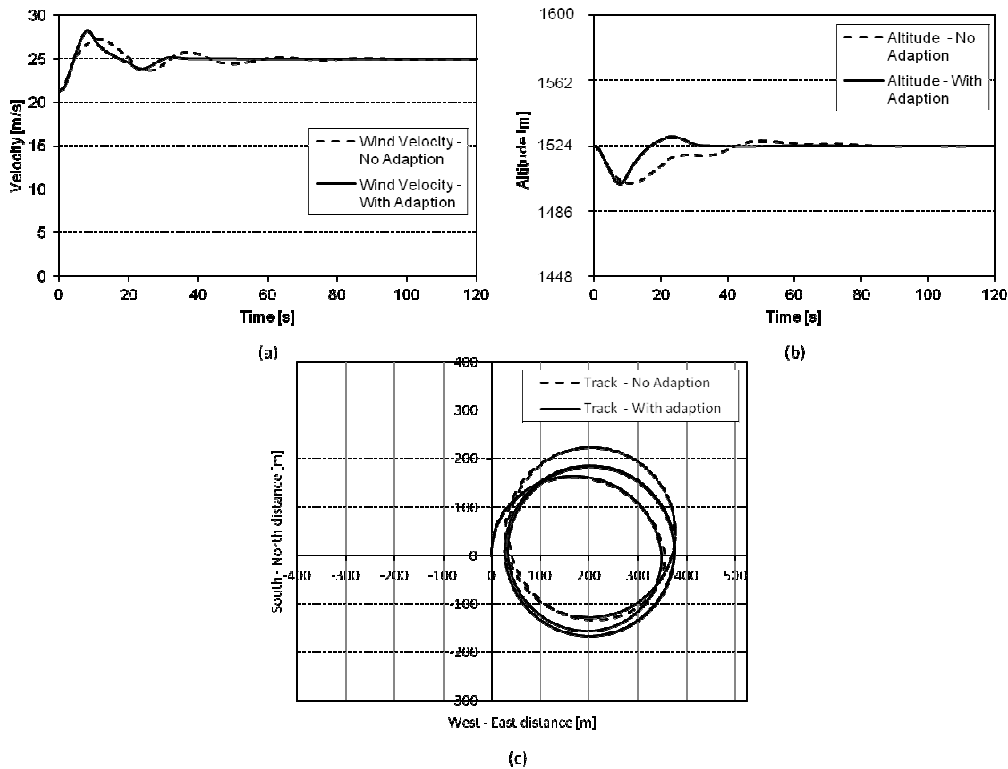 30
25
20
15
10
5
0
Velocity [m/s]
Wind Velocity -
No Adaption
Wind Velocity -
With Adaption
0 20 40 60 80 100 120
Time [s]
(a)
1600
1562
1524
1486
1448
Altitude [m]
Altitude - No
Adaption
Altitude - With
Adaption
0 20 40 60 80 100 120
Time [s]
(b)
400
300
200
100
0
-100
-200
-300
South - North distance [m]
Track - No Adaption
Track - With adaption
-400 -300 -200 -100 0 100 200 300 400 500
West - East distance [m]
(c)